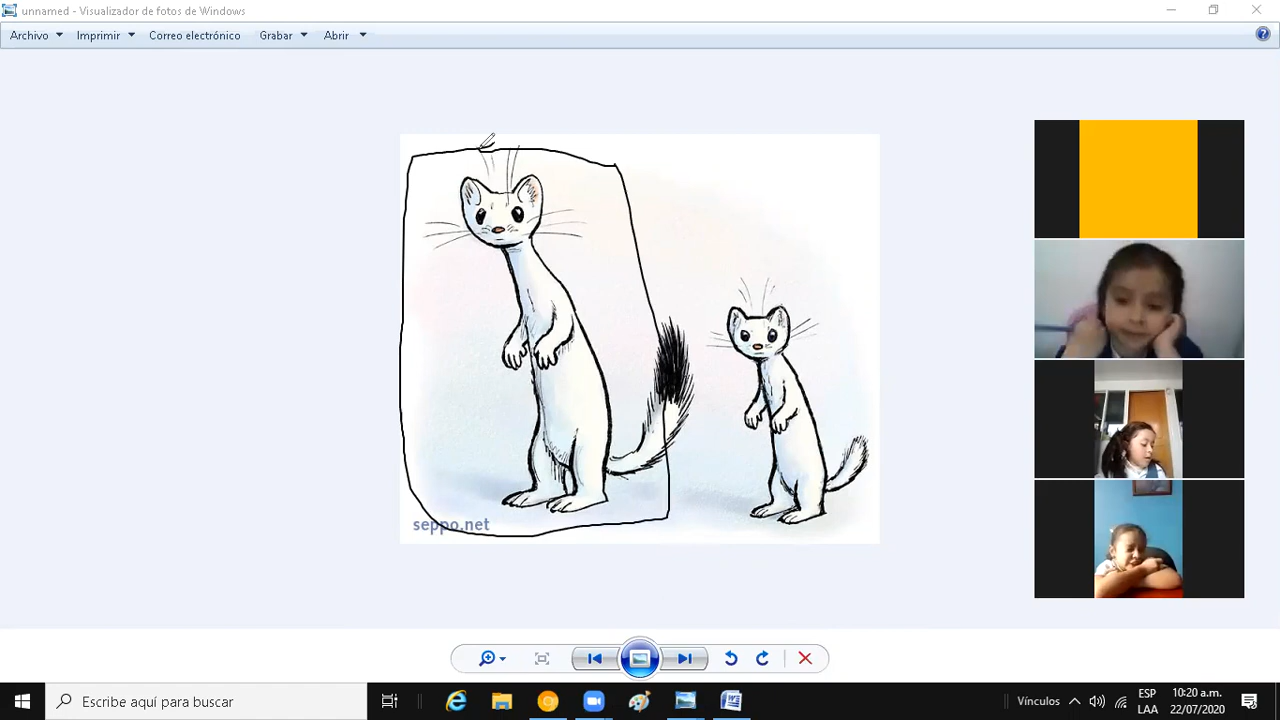 unnamed - Visualizador de fotos de Windows
Archivo Imprimir Correo electrónico Grabar Abrir
seppo.net
Escribe aquí para buscar
Vínculos
ESP
LAA
10:20 a.m.
22/07/2020